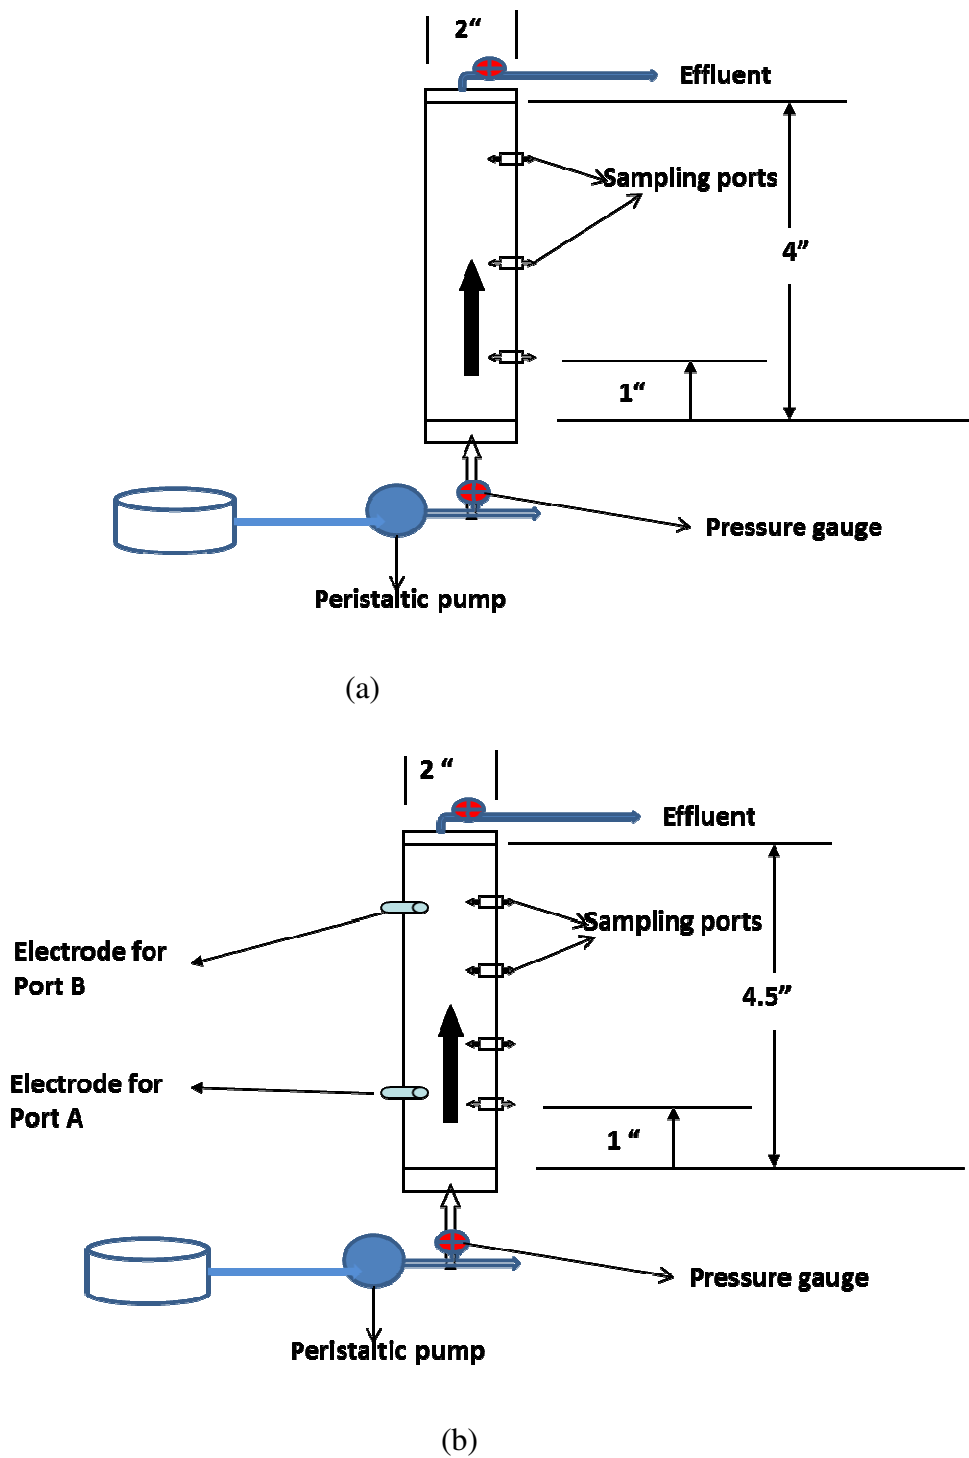 2“
Effluent
Sampling ports
4”
1“
Pressure gauge
Peristaltic pump
(a)
2 “
Effluent
Sampling ports
Electrode for
Port B
4.5”
Electrode for
Port A
1 “
Pressure gauge
Peristaltic pump
(b)